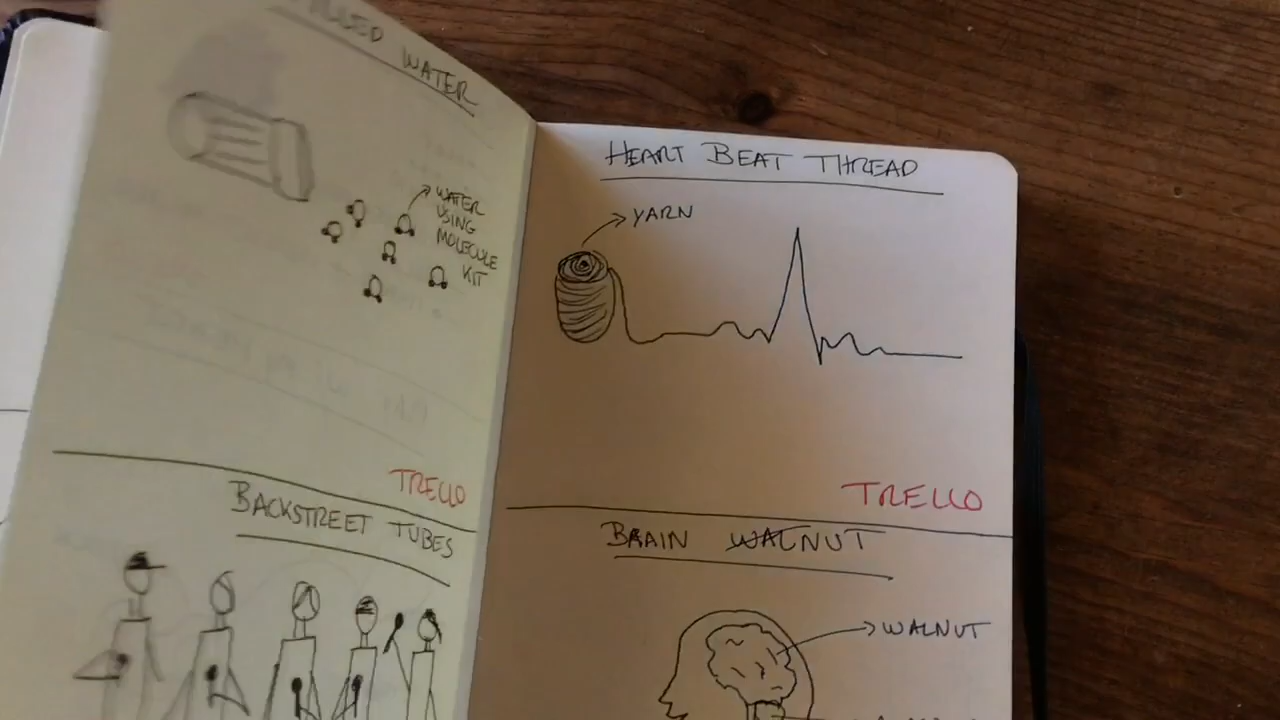 WATER
WATER
USING
MOLECULE
KIT
TRELLO
BACKSTREET TUBES
HEART BEAT THREAD
YARN
TRELLO
BRAIN WALNUT
WALNUT